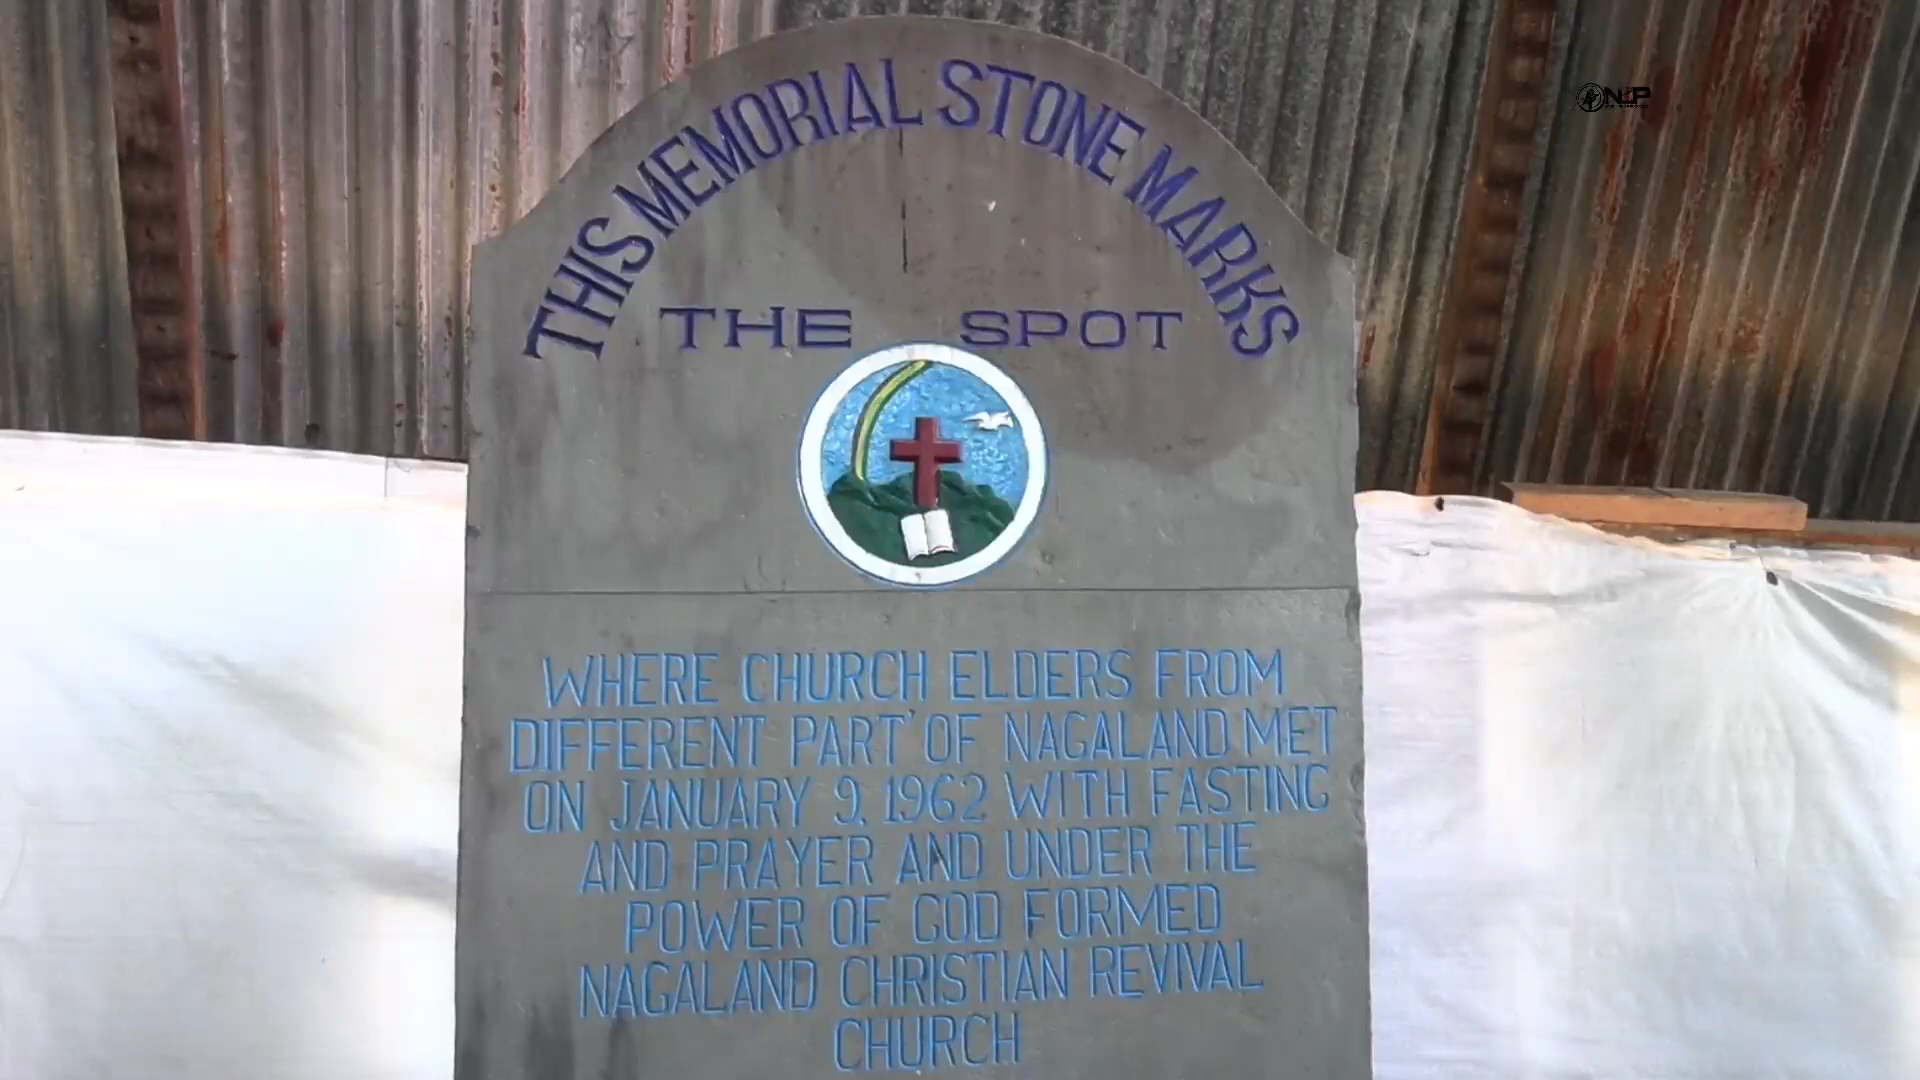 THIS MEMORIAL STONE MARKS
THE SPOT
WHERE CHURCH ELDERS FROM
DIFFERENT PART OF NAGALAND MET
ON JANUARY 9, 1962 WITH FASTING
AND PRAYER AND UNDER THE
POWER OF GOD FORMED
NAGALAND CHRISTIAN REVIVAL
CHURCH